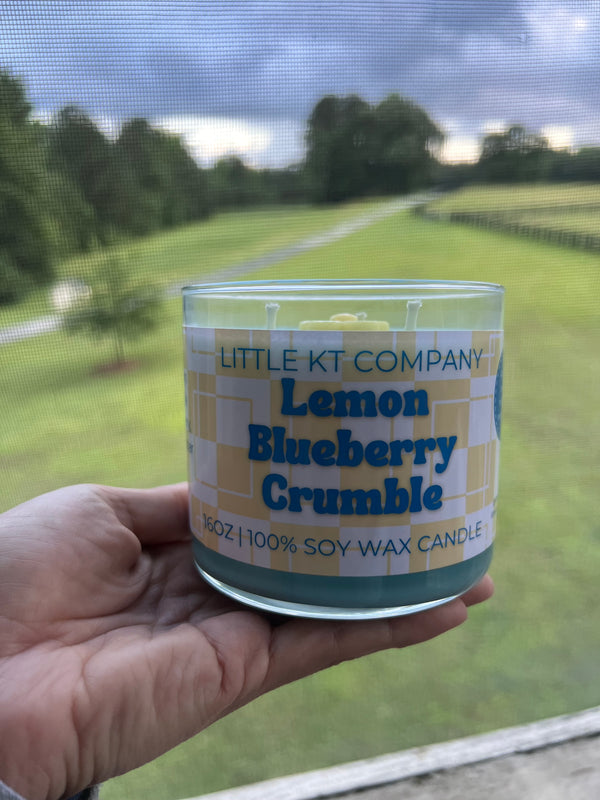 LITTLE KT COMPANY
Lemon
Blueberry
Crumble
16OZ | 100% SOY WAX CANDLE